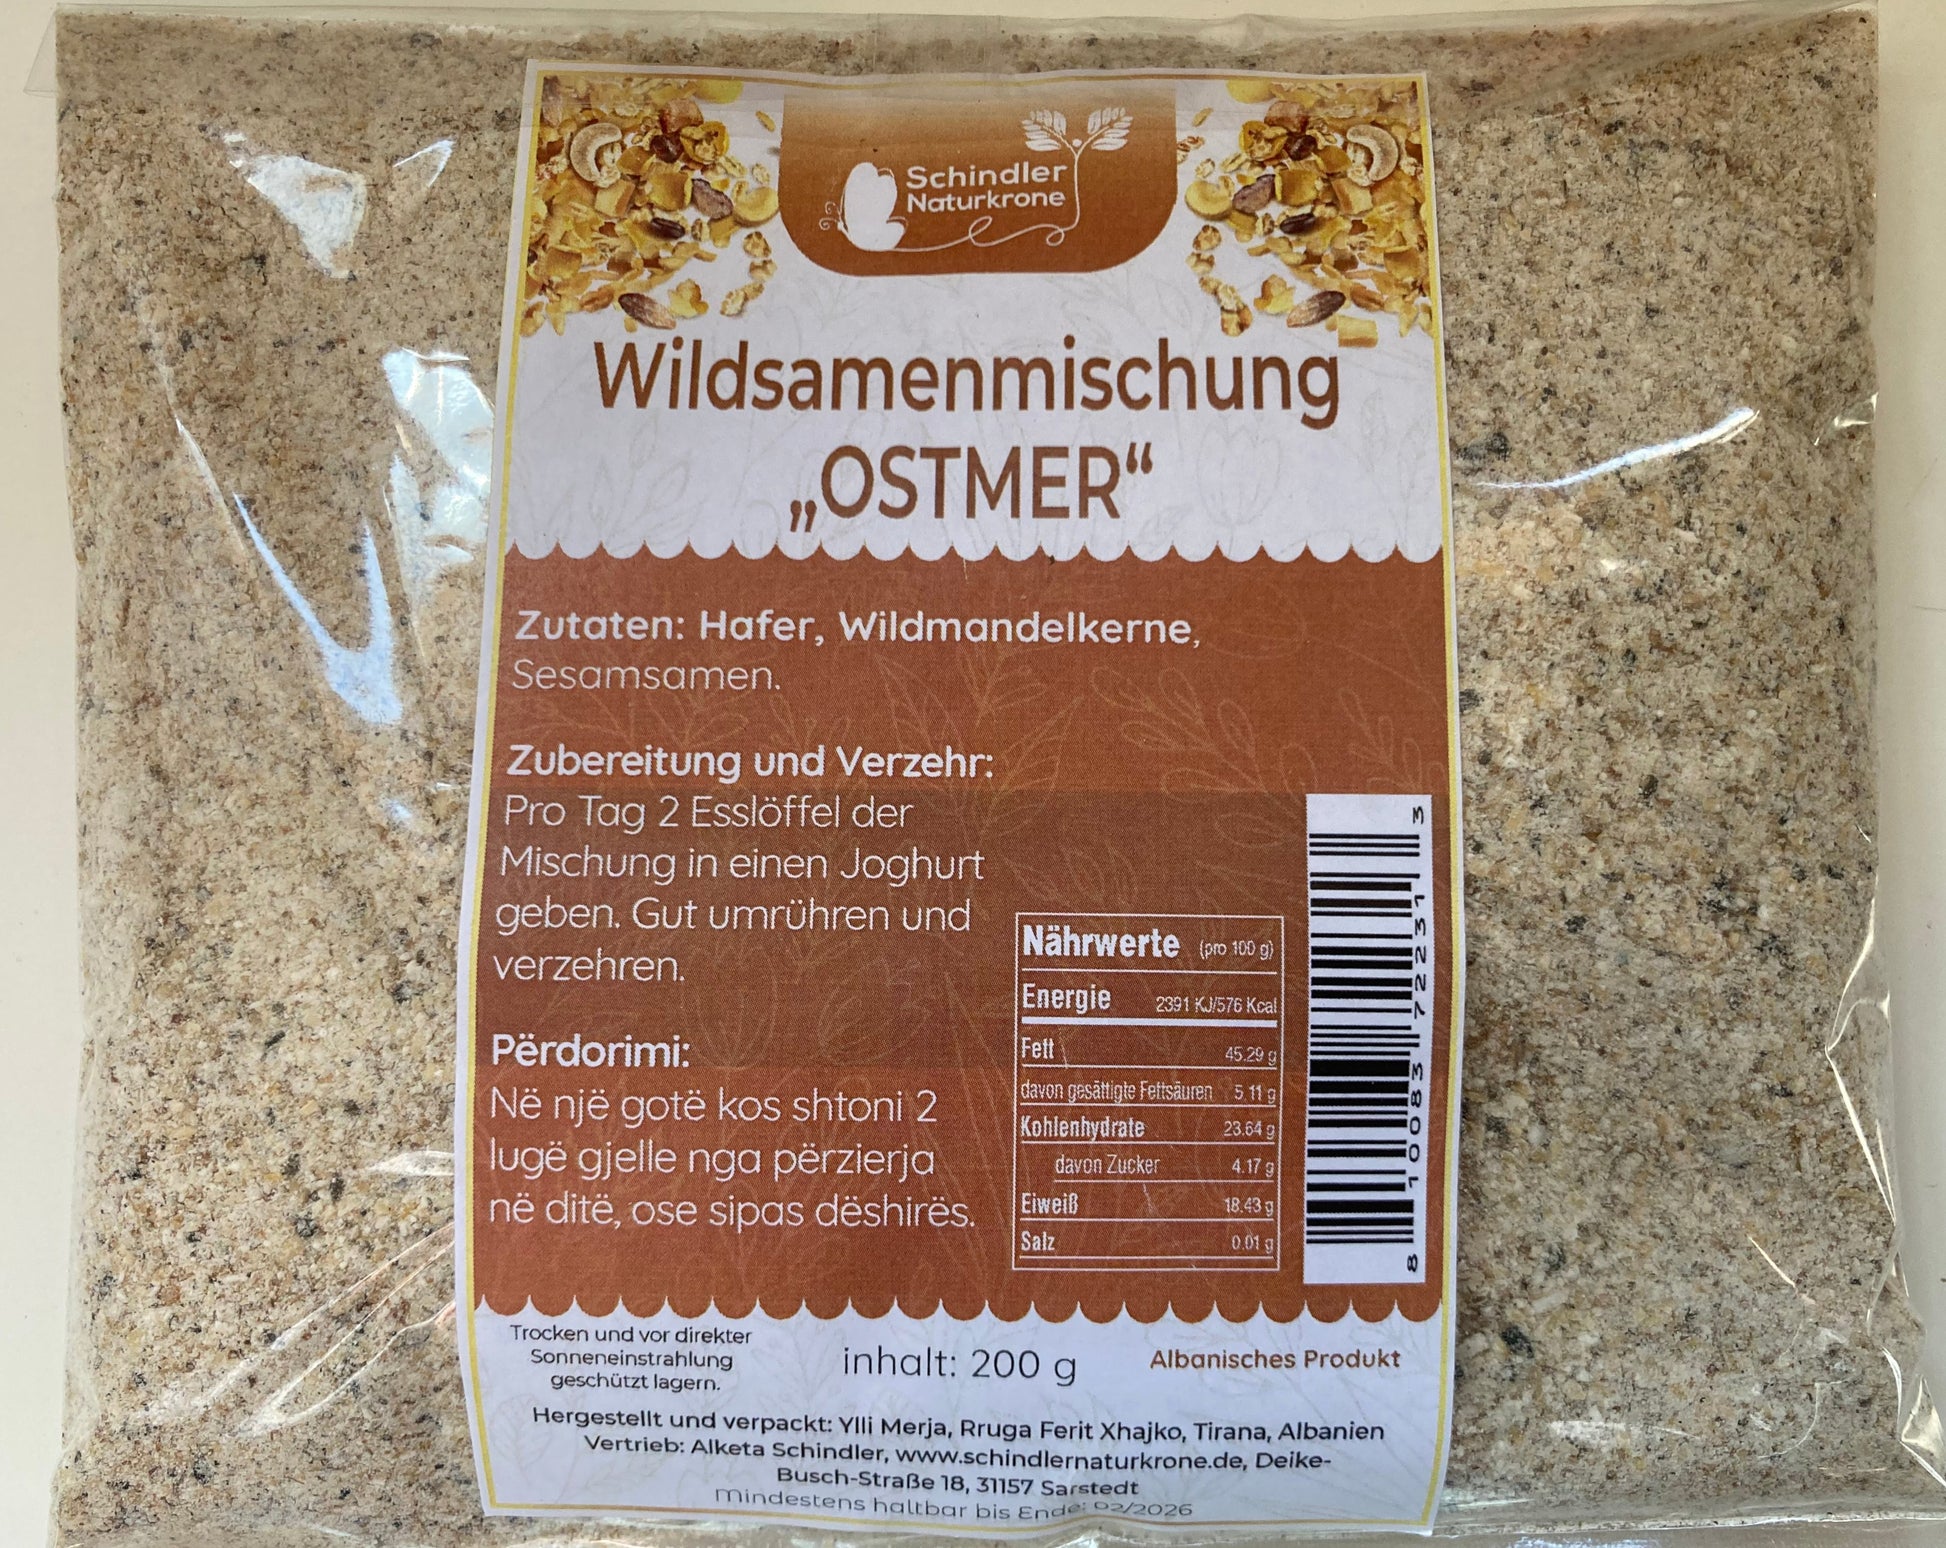 Schindler
Naturkrone
Wildsamenmischung
„OSTMER“
Zutaten: Hafer, Wildmandelkerne,
Sesamsamen.
Zubereitung und Verzehr:
Pro Tag 2 Esslöffel der
Mischung in einen Joghurt
geben. Gut umrühren und
verzehren.
Përdorimi:
Në një gotë kos shtoni 2
lugë gjelle nga përzierja
në ditë, ose sipas dëshirës.
Nährwerte (pro 100 g)
Energie 2391 KJ/576 Kcal
Fett 45.29 g
davon gesättigte Fettsäuren 5.11 g
Kohlenhydrate 23.64 g
davon Zucker 4.17 g
Eiweiß 18.43 g
Salz 0.01 g
8 10083 72231 3
Trocken und vor direkter
Sonneneinstrahlung
geschützt lagern.
inhalt: 200 g
Albanisches Produkt
Hergestellt und verpackt: Ylli Merja, Rruga Ferit Xhajko, Tirana, Albanien
Vertrieb: Alketa Schindler, www.schindlernaturkrone.de, Deike-
Busch-Straße 18, 31157 Sarstedt
Mindestens haltbar bis Ende: 02/2026